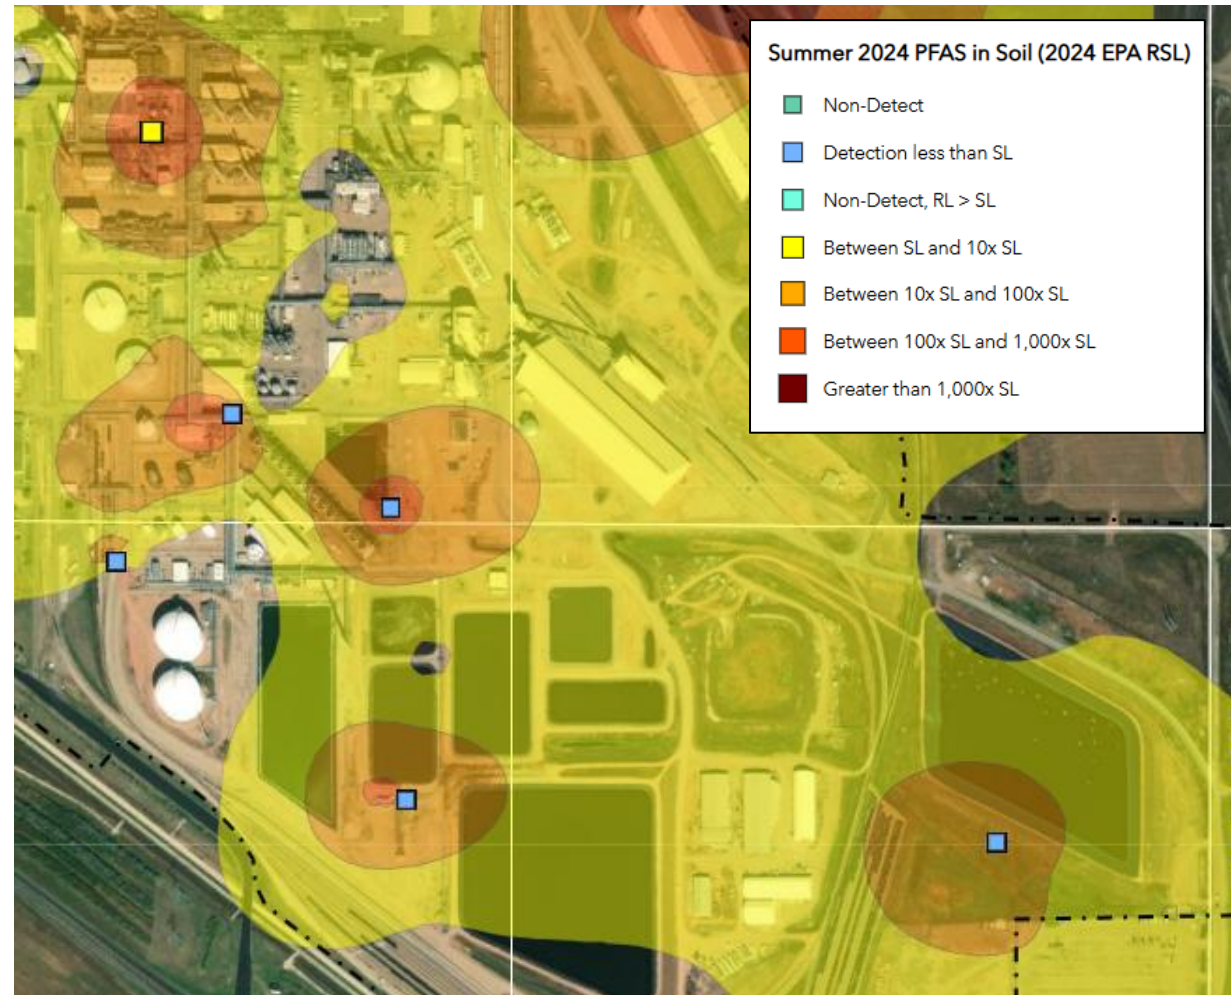 Summer 2024 PFAS in Soil (2024 EPA RSL)
Non-Detect
Detection less than SL
Non-Detect, RL > SL
Between SL and 10x SL
Between 10x SL and 100x SL
Between 100x SL and 1,000x SL
Greater than 1,000x SL